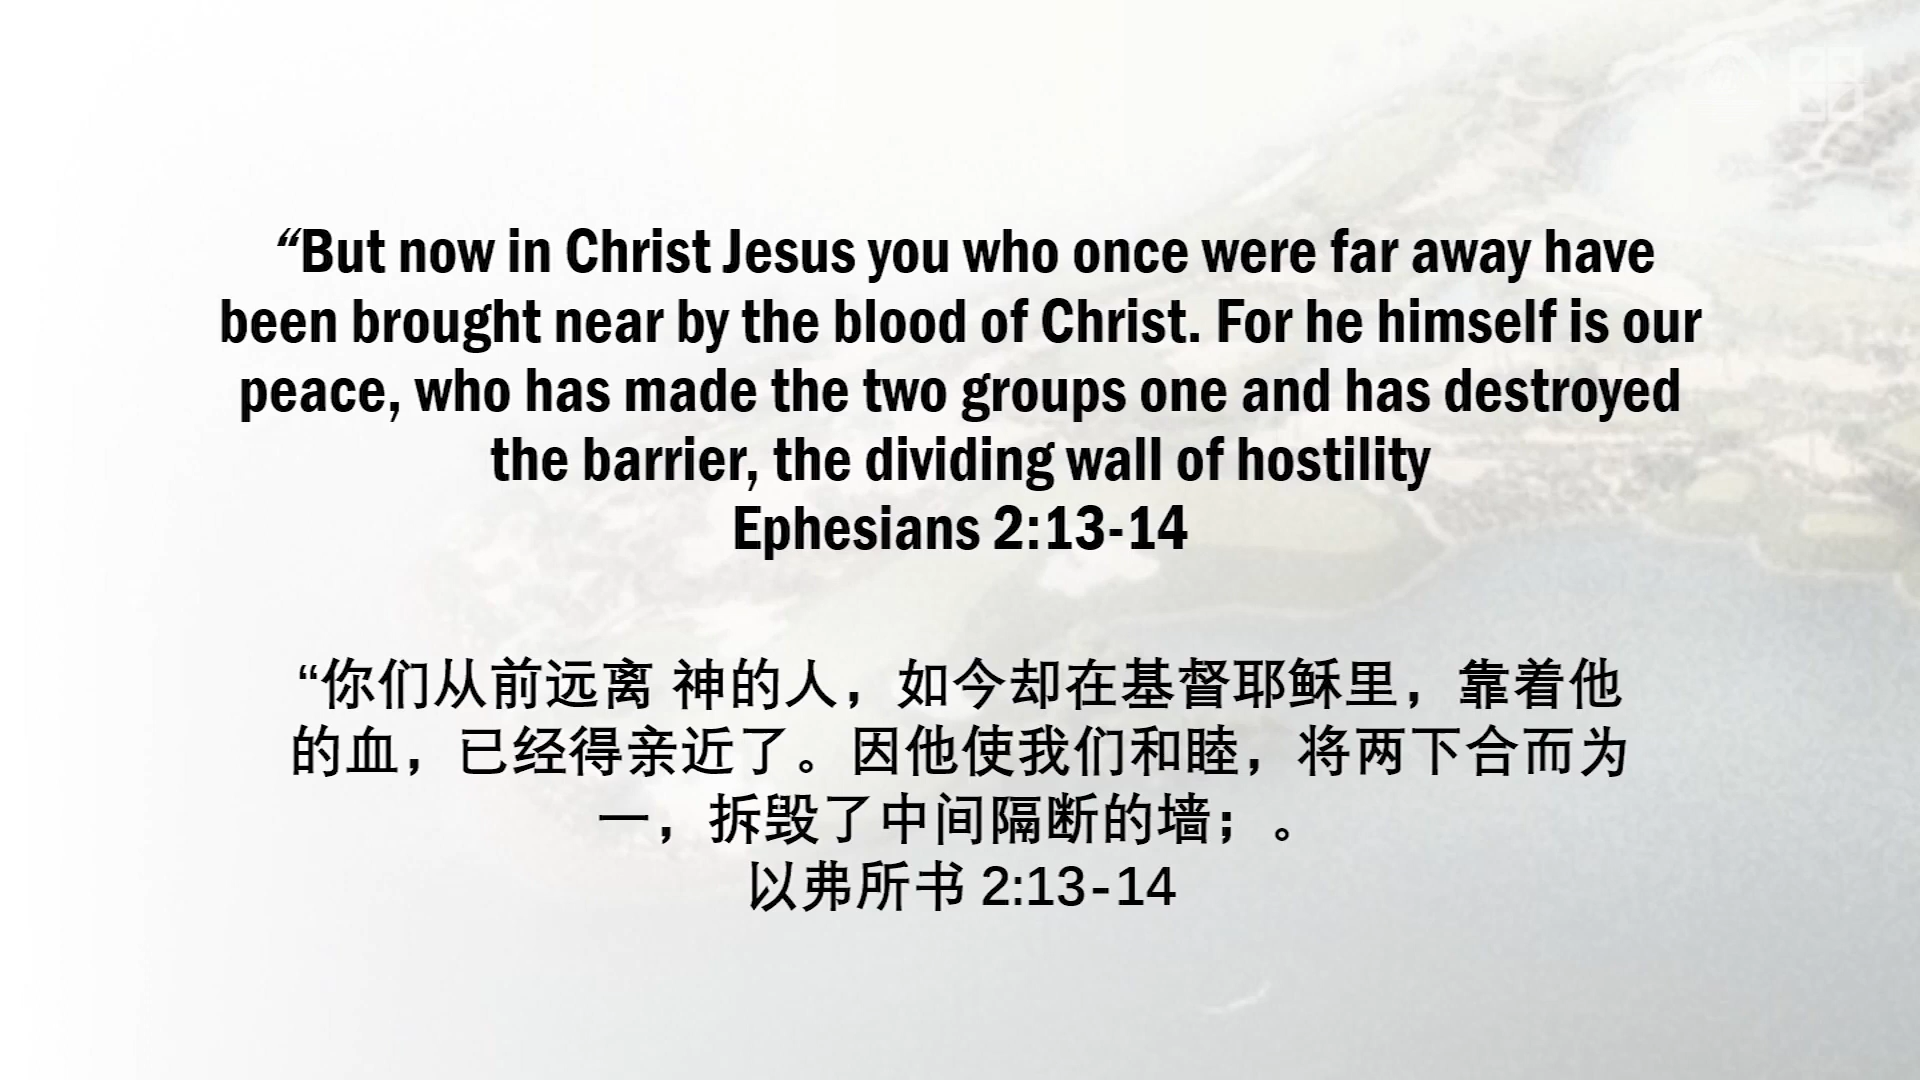 “But now in Christ Jesus you who once were far away have
been brought near by the blood of Christ. For he himself is our
peace, who has made the two groups one and has destroyed
the barrier, the dividing wall of hostility
Ephesians 2:13-14
“你们从前远离 神的人，如今却在基督耶稣里，靠着他
的血，已经得亲近了。因他使我们和睦，将两下合而为
一，拆毁了中间隔断的墙；。
以弗所书 2:13-14